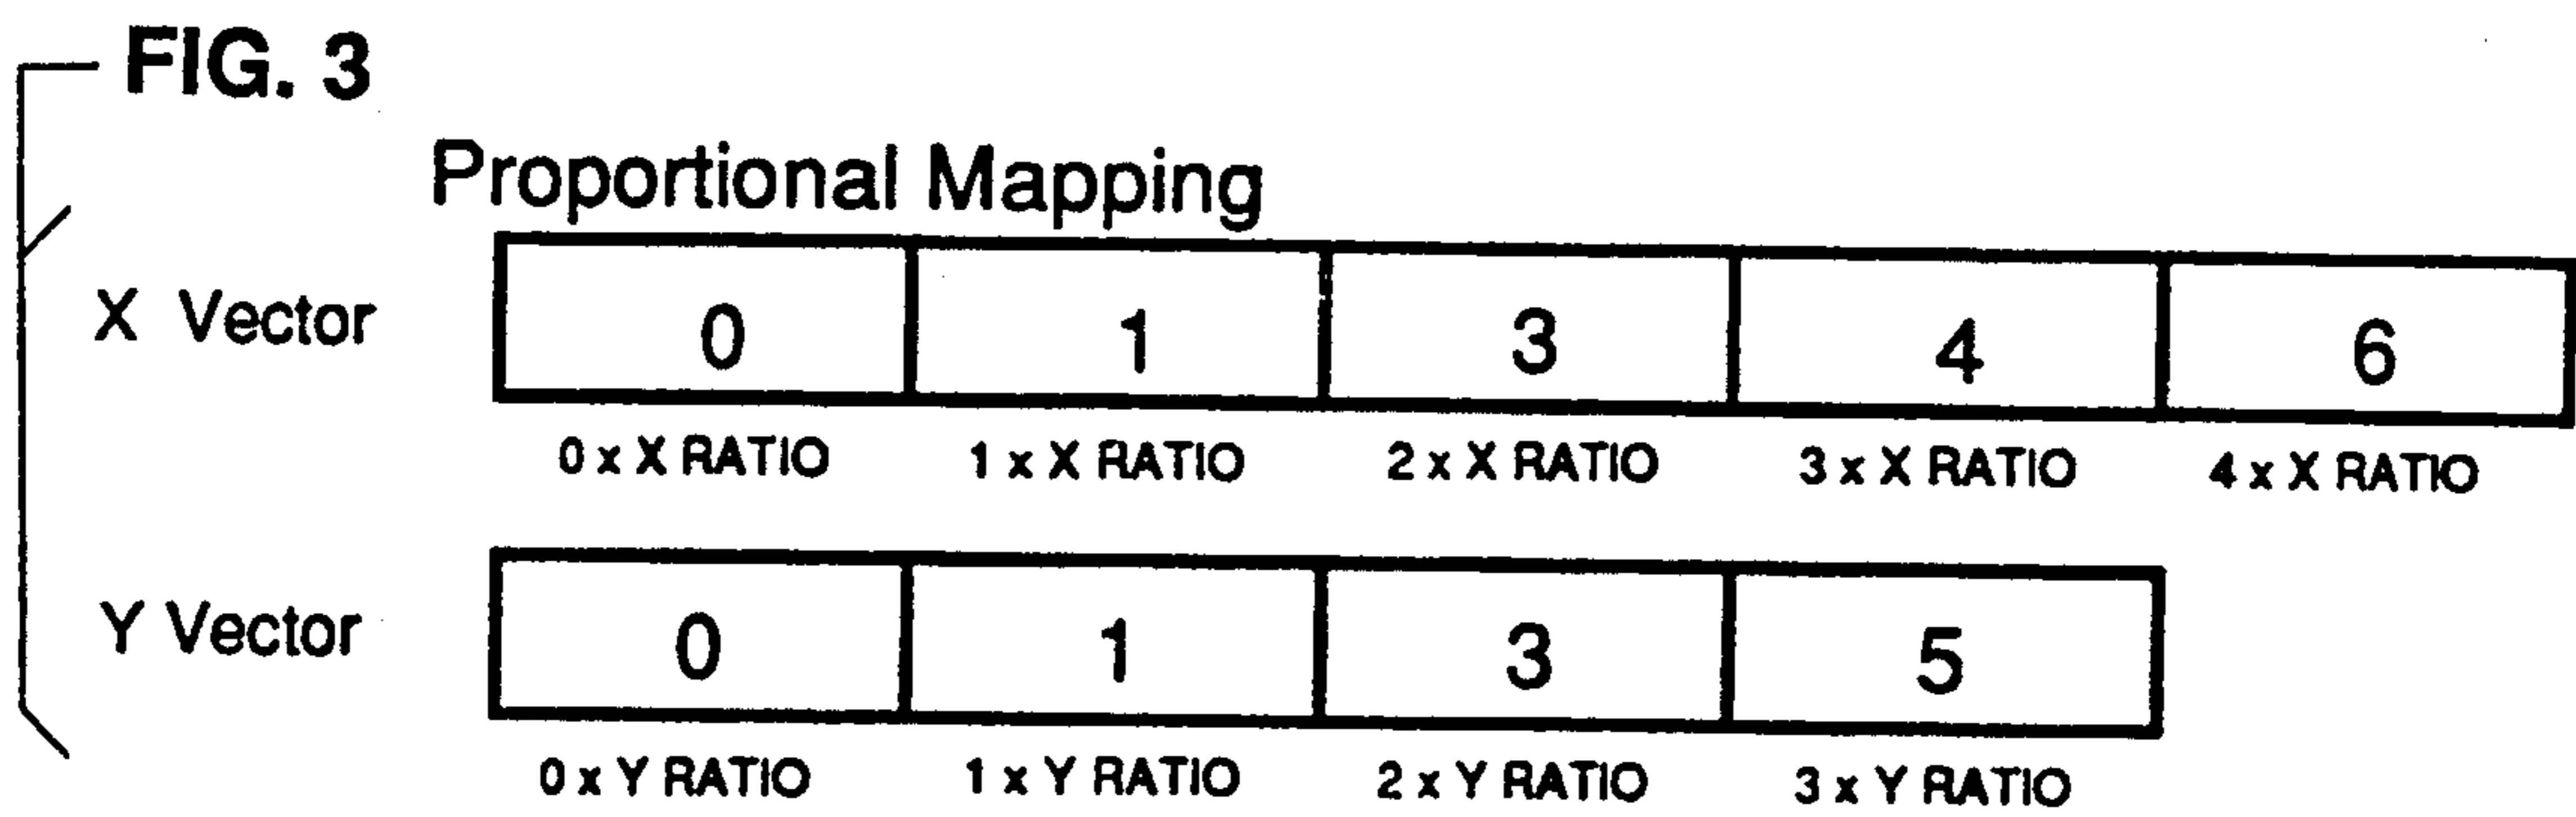 FIG. 3
Proportional Mapping
X Vector 0 1 3 4 6
0 x X RATIO 1 x X RATIO 2 x X RATIO 3 x X RATIO 4 x X RATIO
Y Vector 0 1 3 5
0 x Y RATIO 1 x Y RATIO 2 x Y RATIO 3 x Y RATIO